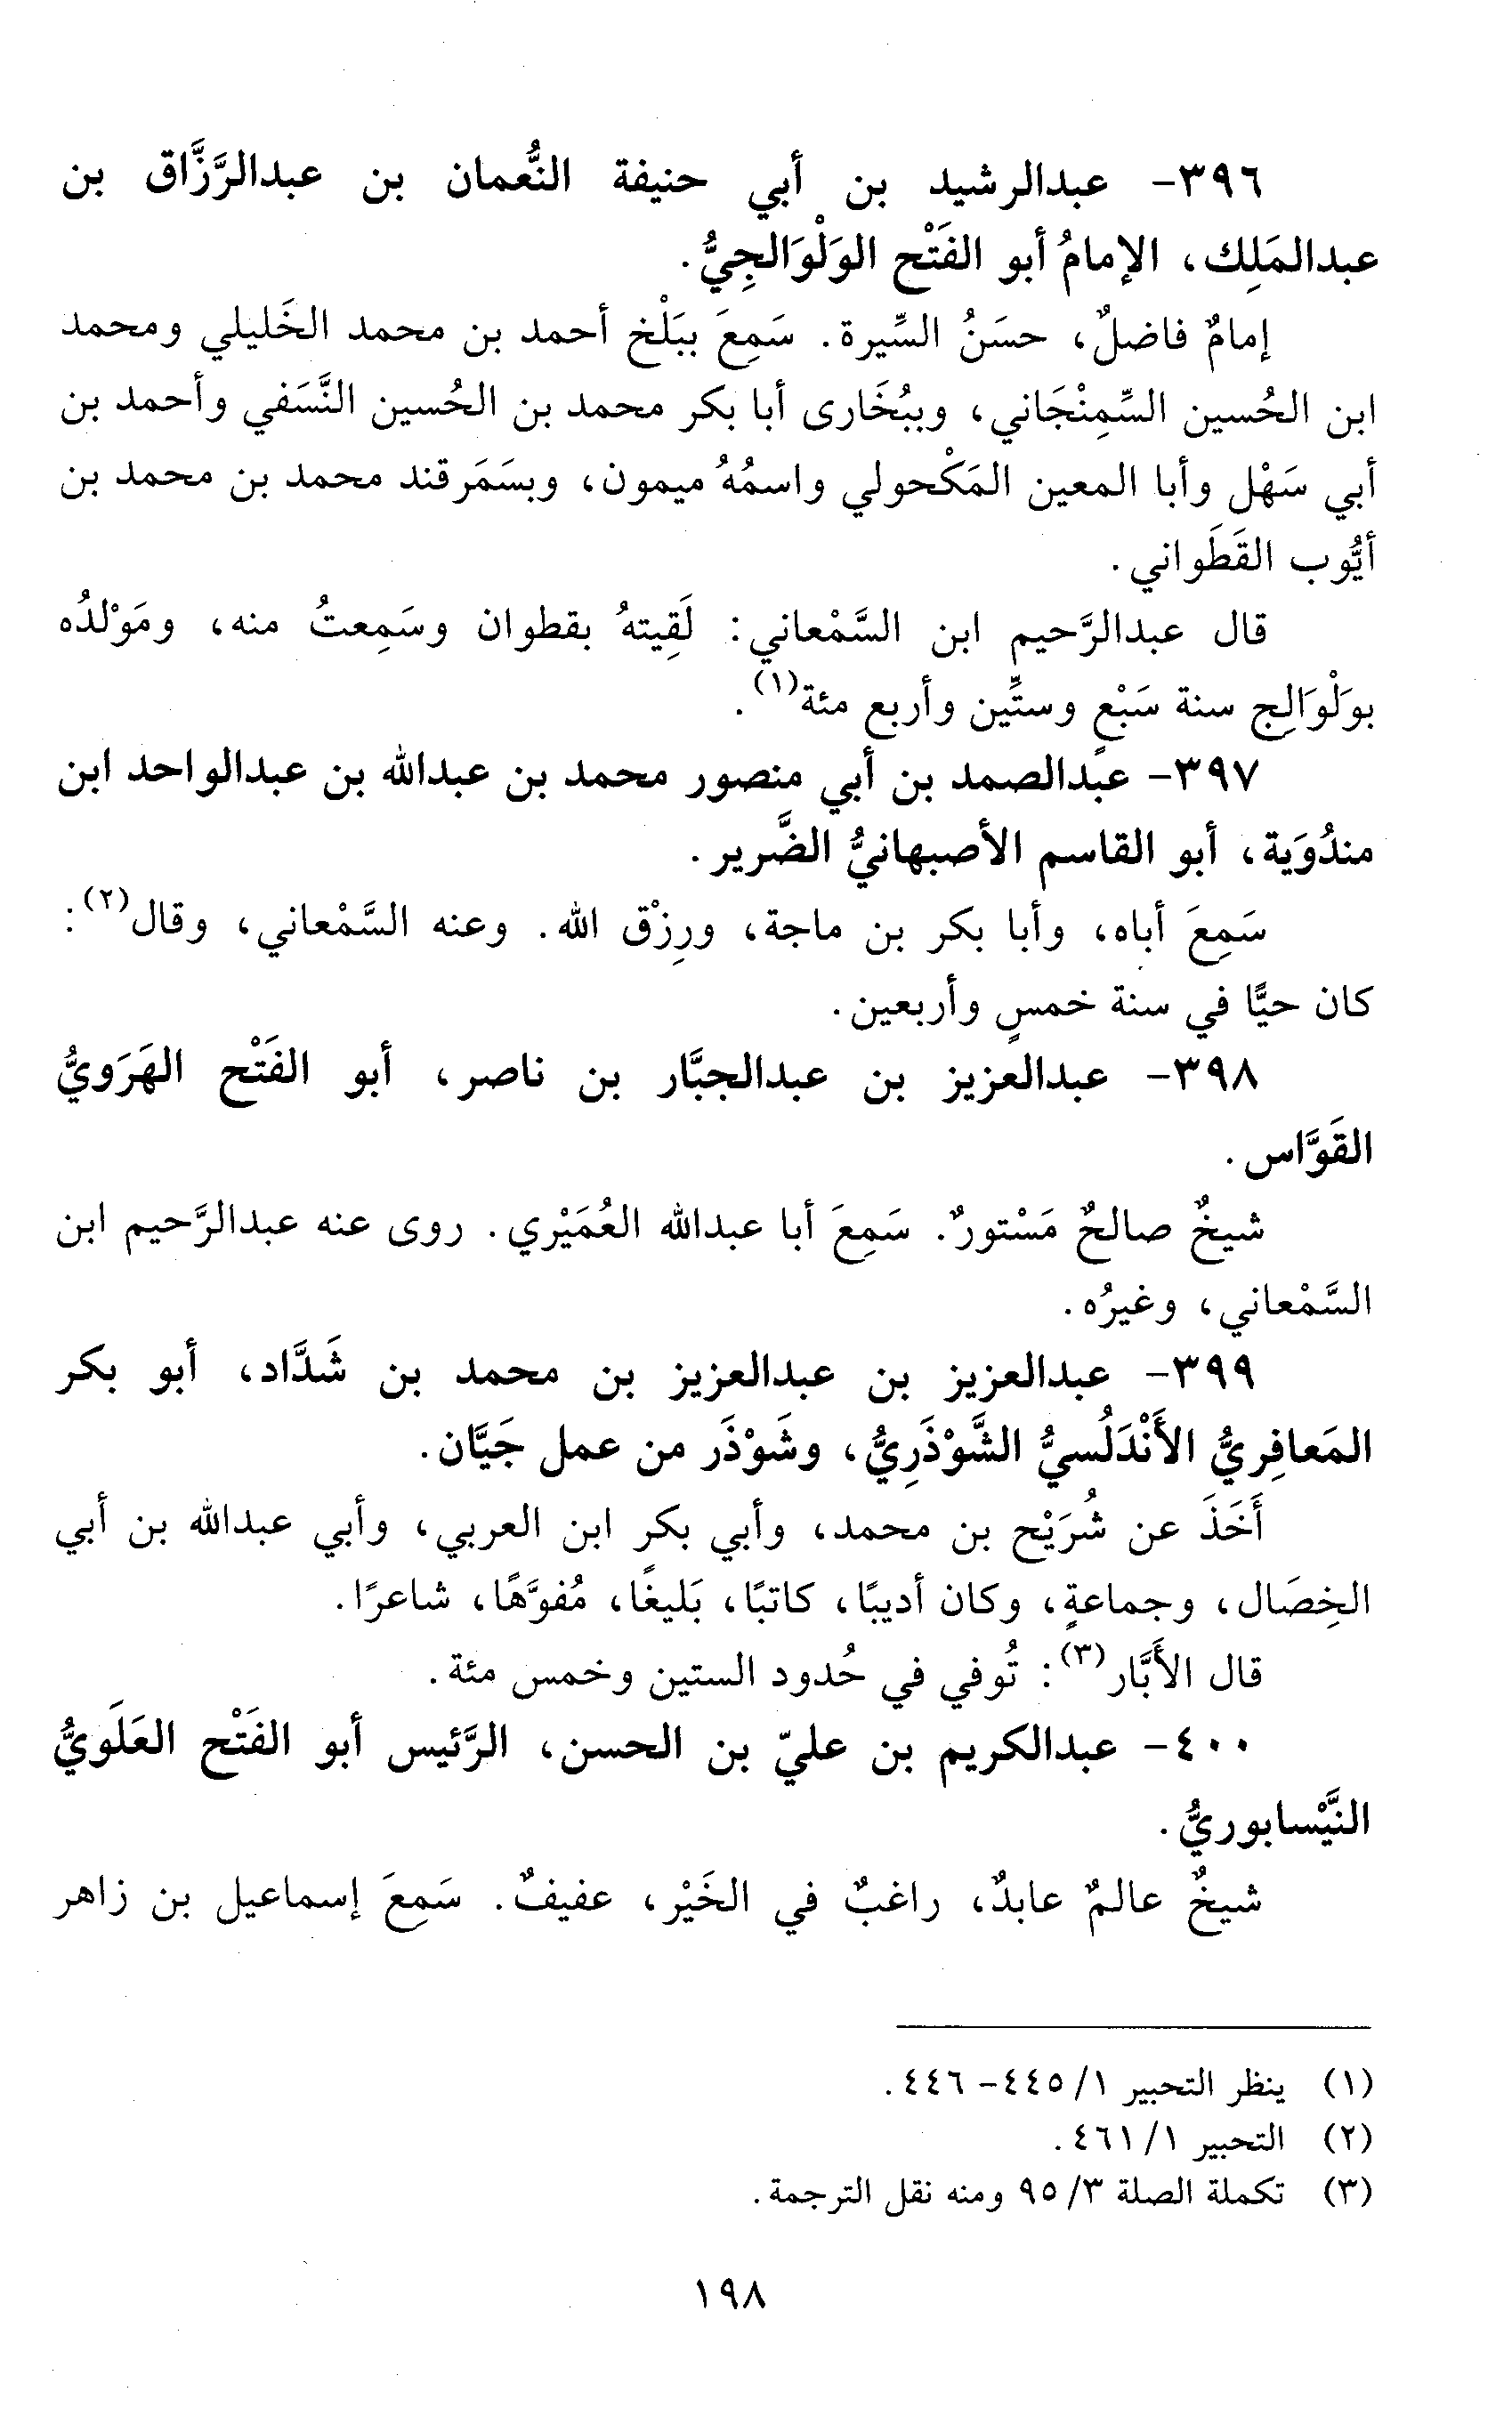 ٣٩٦- عبدالرشيد بن أبي حنيفة النُّعمان بن عبدالرَّزَّاق بن
عبدالمَلِك، الإمامُ أبو الفَتْح الوَلْوَالجِيُّ.
إمامٌ فاضلٌ، حسَنُ السِّيرة. سَمِعَ ببَلْخ أحمد بن محمد الخَليلي ومحمد
ابن الحُسين السِّمِنْجَاني، وببُخَارى أبا بكر محمد بن الحُسين النَّسَفي وأحمد بن
أبي سَهْل وأبا المعين المَكْحولي واسمُهُ ميمون، وبسَمَرقند محمد بن محمد بن
أيُّوب القَطَواني.
قال عبدالرَّحيم ابن السَّمْعاني: لَقِيتهُ بقطوان وسَمِعتُ منه، ومَوْلدُه
بوَلْوَالِج سنة سَبْعٍ وستِّين وأربع مئة(١).
٣٩٧- عبدالصمد بن أبي منصور محمد بن عبدالله بن عبدالواحد ابن
مندُوَية، أبو القاسم الأصبهانيُّ الضَّرير.
سَمِعَ أباه، وأبا بكر بن ماجة، ورِزْق الله. وعنه السَّمْعاني، وقال(٢):
كان حيًّا في سنة خمسٍ وأربعين.
٣٩٨- عبدالعزيز بن عبدالجبَّار بن ناصر، أبو الفَتْح الهَرَويُّ
القَوَّاس.
شيخٌ صالحٌ مَسْتورٌ. سَمِعَ أبا عبدالله العُمَيْري. روى عنه عبدالرَّحيم ابن
السَّمْعاني، وغيرُه.
٣٩٩- عبدالعزيز بن عبدالعزيز بن محمد بن شَدَّاد، أبو بكر
المَعافِريُّ الأَنْدَلُسيُّ الشَّوْذَرِيُّ، وشَوْذَر من عمل جَيَّان.
أَخَذَ عن شُرَيْح بن محمد، وأبي بكر ابن العربي، وأبي عبدالله بن أبي
الخِصَال، وجماعةٍ، وكان أديبًا، كاتبًا، بَليغًا، مُفوَّهًا، شاعرًا.
قال الأَبَّار(٣): تُوفي في حُدود الستين وخمس مئة.
٤٠٠- عبدالكريم بن عليّ بن الحسن، الرَّئيس أبو الفَتْح العَلَويُّ
النَّيْسابوريُّ.
شيخٌ عالمٌ عابدٌ، راغبٌ في الخَيْر، عفيفٌ. سَمِعَ إسماعيل بن زاهر
(١) ينظر التحبير ١/ ٤٤٥- ٤٤٦.
(٢) التحبير ١/ ٤٦١.
(٣) تكملة الصلة ٣/ ٩٥ ومنه نقل الترجمة.
١٩٨